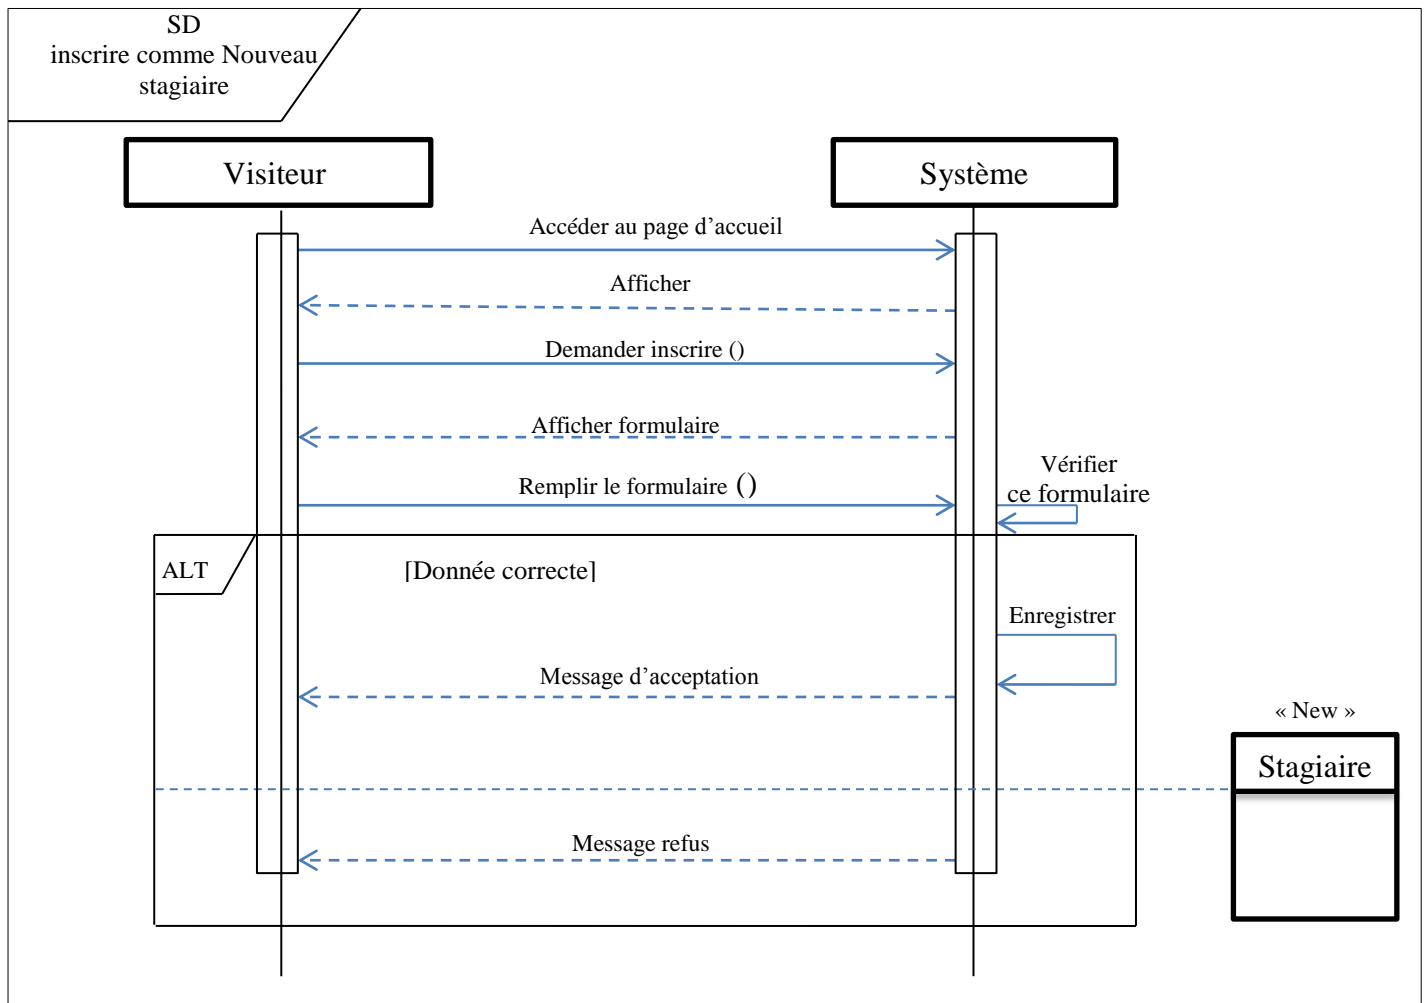 SD
inscrire comme Nouveau
stagiaire
Visiteur
Système
Accéder au page d’accueil
Afficher
Demander inscrire ()
Afficher formulaire
Vérifier
ce formulaire
Remplir le formulaire ()
ALT
[Donnée correcte]
Enregistrer
Message d’acceptation
« New »
Stagiaire
Message refus